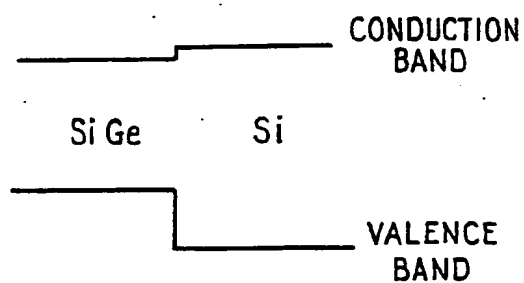 CONDUCTION
BAND
Si Ge
Si
VALENCE
BAND